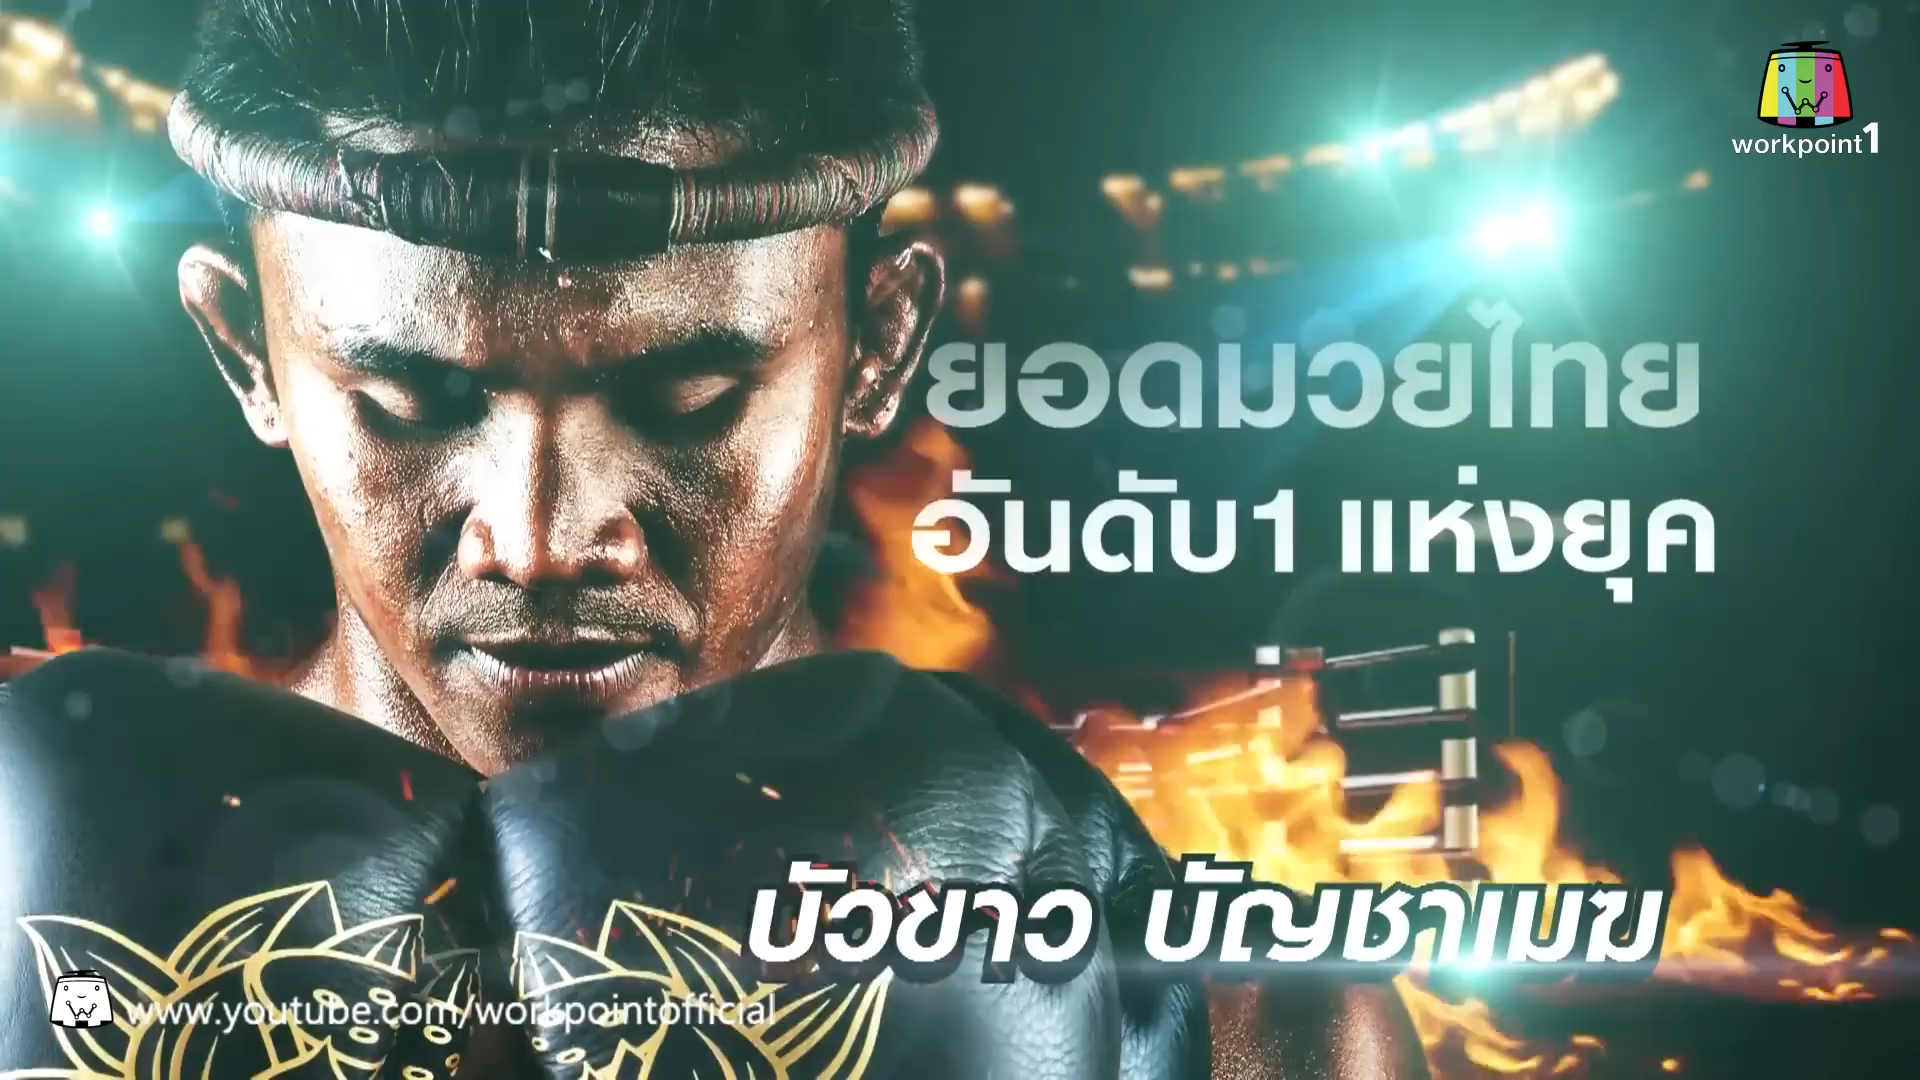 workpoint1
ยอดมวยไทย
อันดับ1 แห่งยุค
บัวขาว บัญชาเมฆ
www.youtube.com/workpointofficial